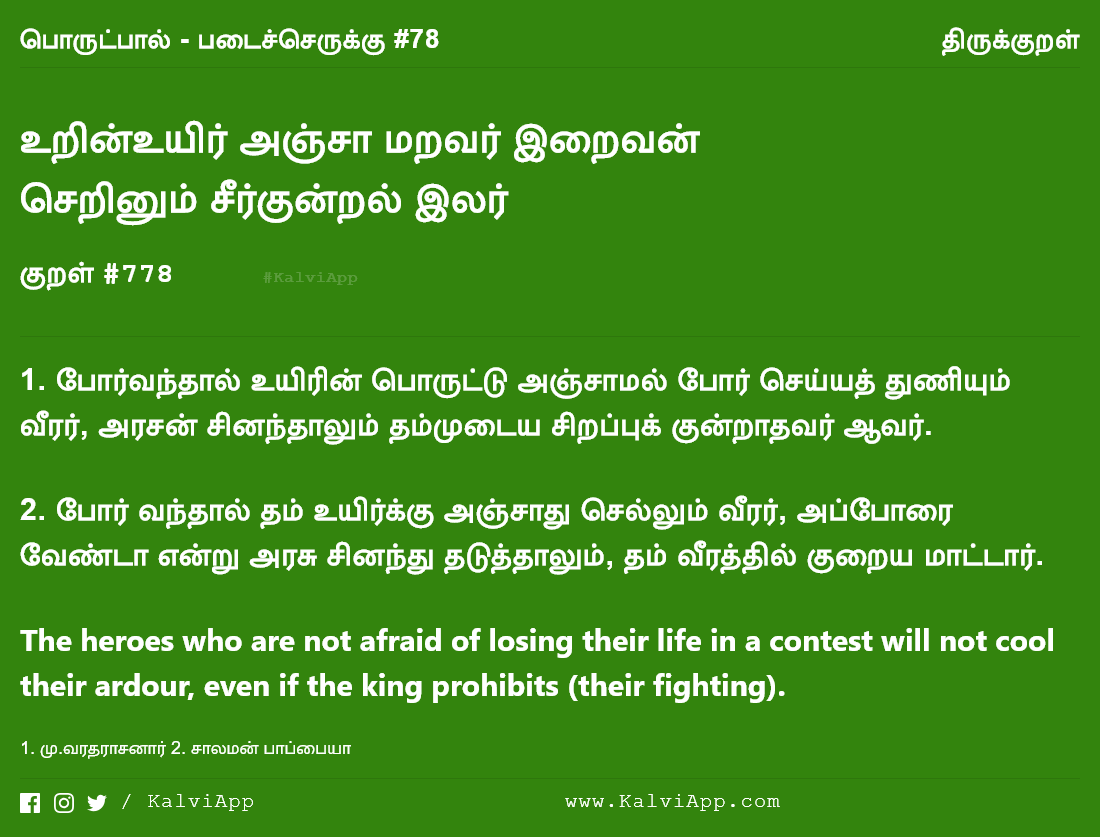 பொருட்பால் - படைச்செருக்கு #78 திருக்குறள்
உறின்உயிர் அஞ்சா மறவர் இறைவன்
செறினும் சீர்குன்றல் இலர்
குறள் #778 #KalviApp
1. போர்வந்தால் உயிரின் பொருட்டு அஞ்சாமல் போர் செய்யத் துணியும்
வீரர், அரசன் சினந்தாலும் தம்முடைய சிறப்புக் குன்றாதவர் ஆவர்.
2. போர் வந்தால் தம் உயிர்க்கு அஞ்சாது செல்லும் வீரர், அப்போரை
வேண்டா என்று அரசு சினந்து தடுத்தாலும், தம் வீரத்தில் குறைய மாட்டார்.
The heroes who are not afraid of losing their life in a contest will not cool
their ardour, even if the king prohibits (their fighting).
1. மு.வரதராசனார் 2. சாலமன் பாப்பையா
/ KalviApp www.KalviApp.com